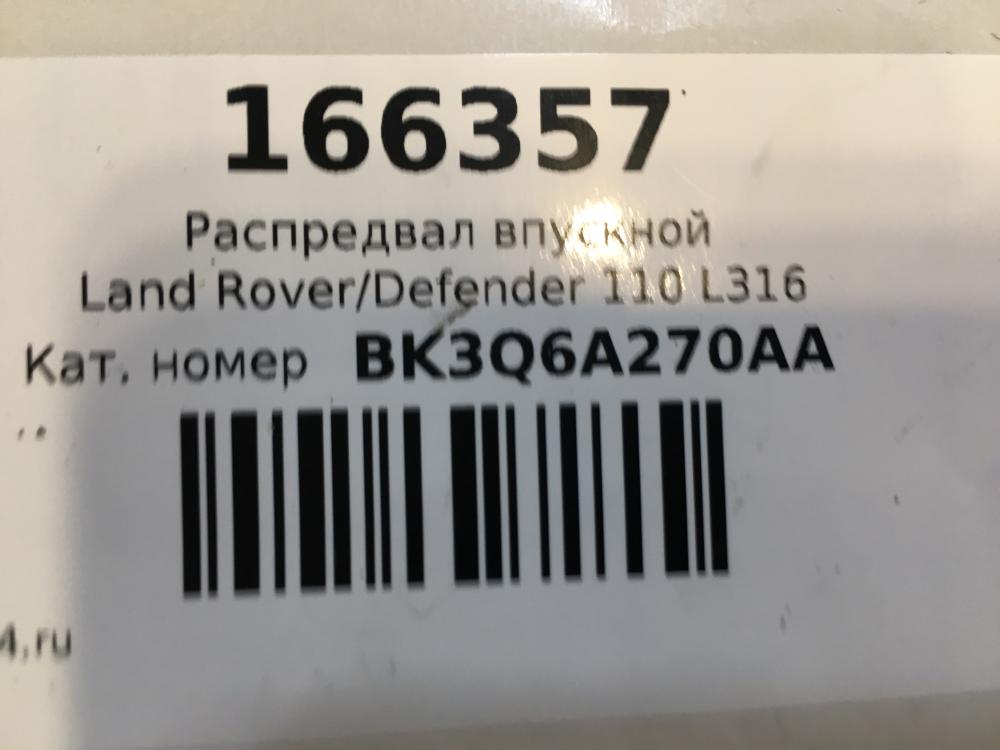 166357
Распредвал впускной
Land Rover/Defender 110 L316
Кат. номер BK3Q6A270AA
4.ru